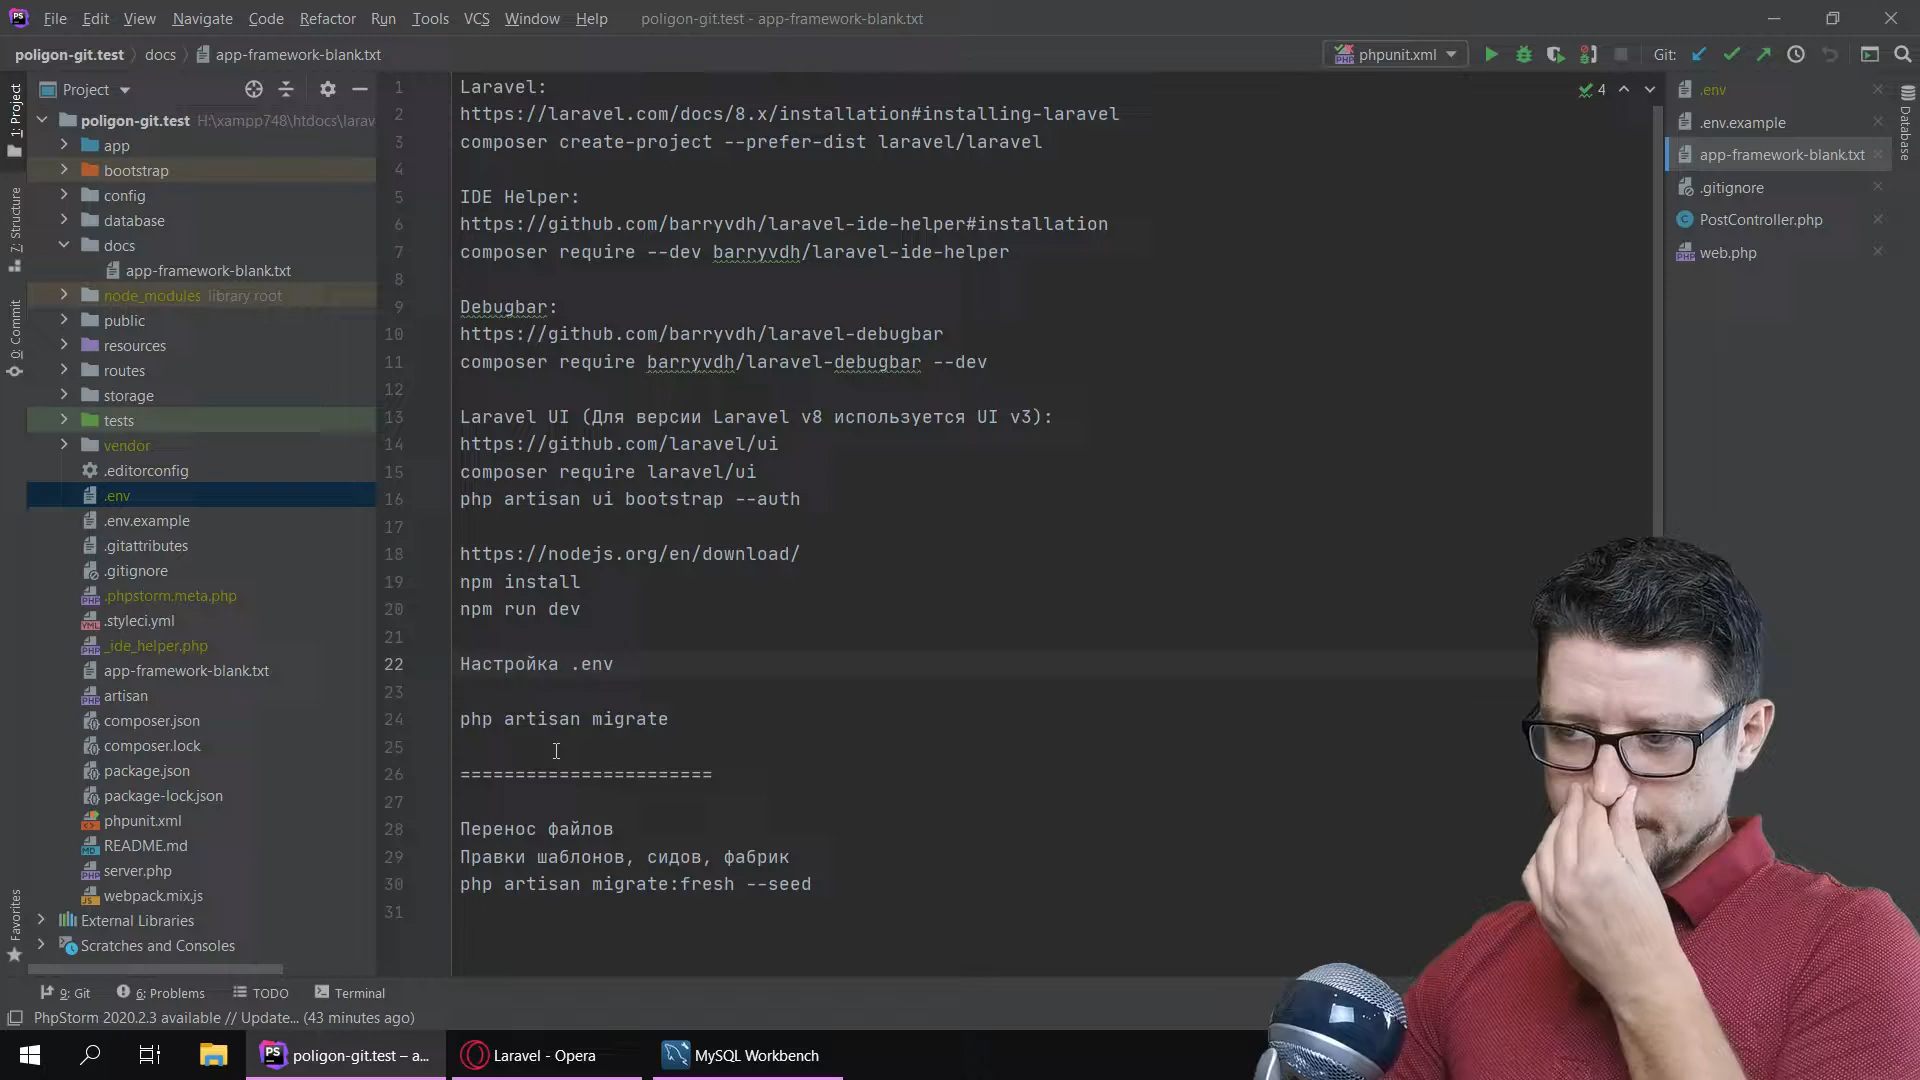 PS File Edit View Navigate Code Refactor Run Tools VCS Window Help poligon-git.test - app-framework-blank.txt
poligon-git.test docs app-framework-blank.txt phpunit.xml Git:
1: Project
7: Structure
0: Commit
Favorites
Project
poligon-git.test H:\xampp748\htdocs\larav
app
bootstrap
config
database
docs
app-framework-blank.txt
node_modules library root
public
resources
routes
storage
tests
vendor
.editorconfig
.env
.env.example
.gitattributes
.gitignore
.phpstorm.meta.php
.styleci.yml
_ide_helper.php
app-framework-blank.txt
artisan
composer.json
composer.lock
package.json
package-lock.json
phpunit.xml
README.md
server.php
webpack.mix.js
External Libraries
Scratches and Consoles
1 Laravel:
2 https://laravel.com/docs/8.x/installation#installing-laravel
3 composer create-project --prefer-dist laravel/laravel
4
5 IDE Helper:
6 https://github.com/barryvdh/laravel-ide-helper#installation
7 composer require --dev barryvdh/laravel-ide-helper
8
9 Debugbar:
10 https://github.com/barryvdh/laravel-debugbar
11 composer require barryvdh/laravel-debugbar --dev
12
13 Laravel UI (Для версии Laravel v8 используется UI v3):
14 https://github.com/laravel/ui
15 composer require laravel/ui
16 php artisan ui bootstrap --auth
17
18 https://nodejs.org/en/download/
19 npm install
20 npm run dev
21
22 Настройка .env
23
24 php artisan migrate
25
26 =======================
27
28 Перенос файлов
29 Правки шаблонов, сидов, фабрик
30 php artisan migrate:fresh --seed
31
4
.env
.env.example
app-framework-blank.txt
.gitignore
PostController.php
web.php
Database
9: Git 6: Problems TODO Terminal
PhpStorm 2020.2.3 available // Update... (43 minutes ago)
PS poligon-git.test – a... Laravel - Opera MySQL Workbench